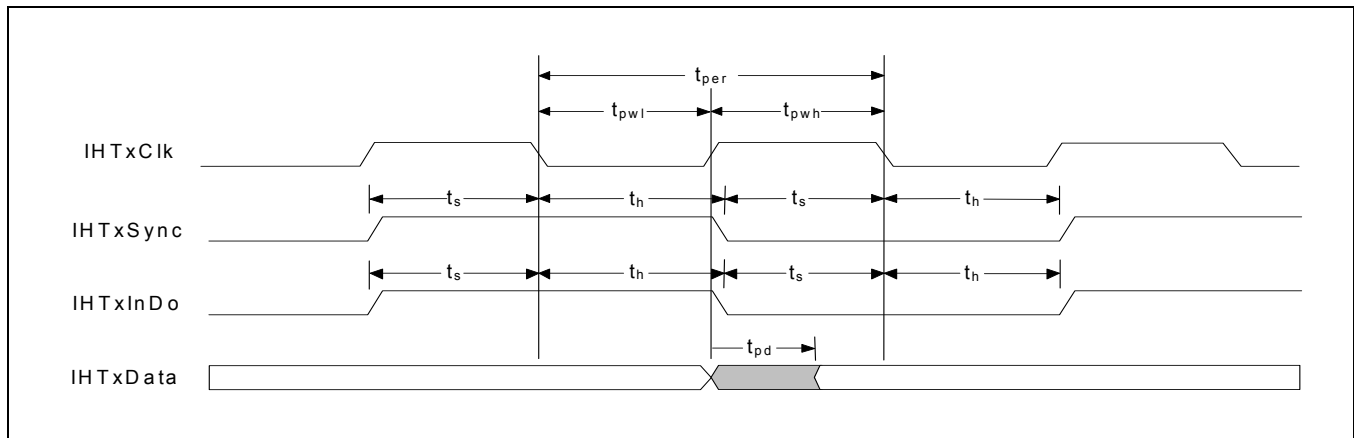 tper
tpwl tpwh
IHTxClk
ts th ts th
IHTxSync
ts th ts th
IHTxInDo
tpd
IHTxData